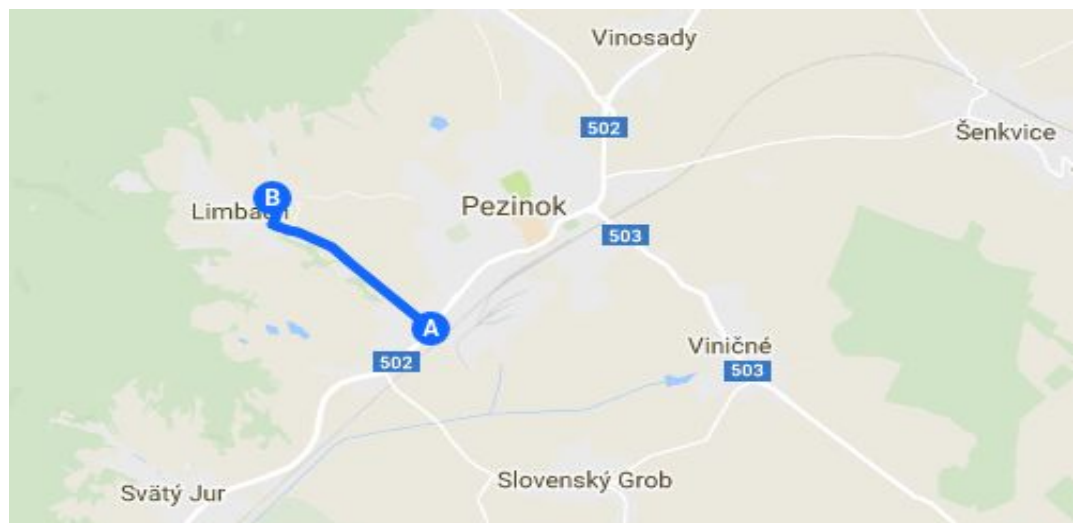 Vinosady
502
Šenkvice
B
Limbach
Pezinok
503
A
Viničné
502
503
Slovenský Grob
Svätý Jur